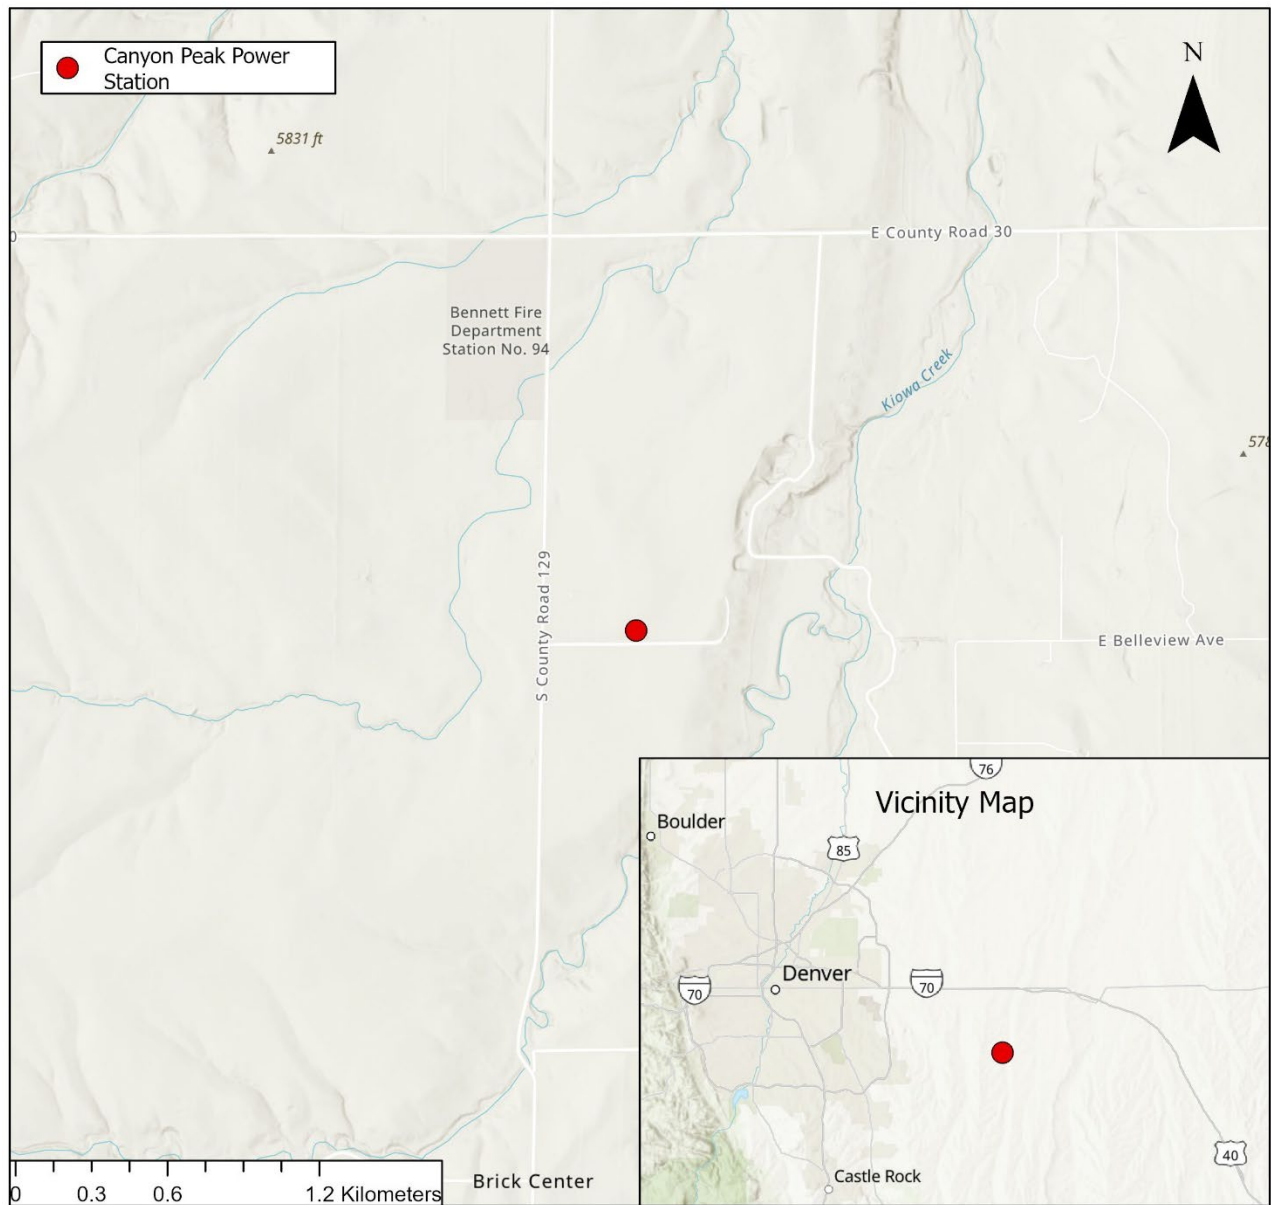 Canyon Peak Power
Station
N
5831 ft
E County Road 30
0
Bennett Fire
Department
Station No. 94
Kiowa Creek
578
S County Road 129
E Belleview Ave
76
Vicinity Map
Boulder
85
Denver
70
70
40
Castle Rock
Brick Center
0 0.3 0.6 1.2 Kilometers